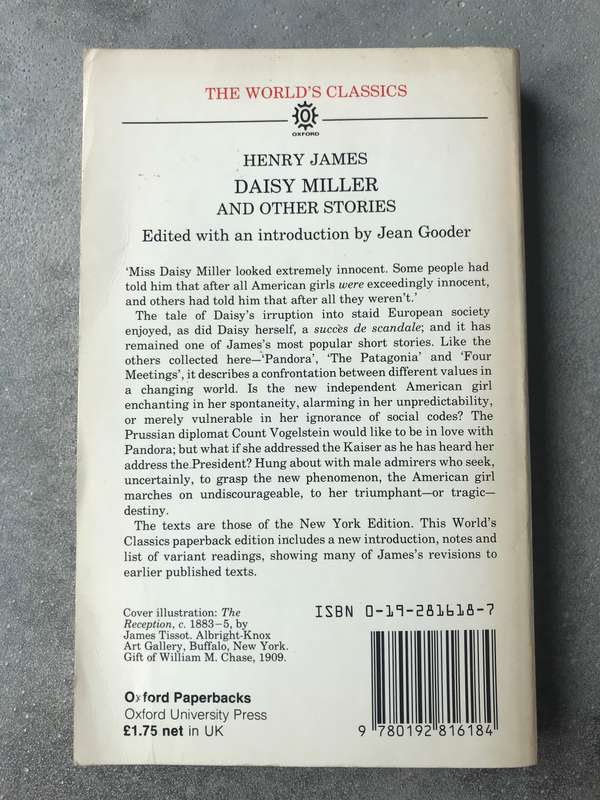 THE WORLD'S CLASSICS
O
OXFORD
HENRY JAMES
DAISY MILLER
AND OTHER STORIES
Edited with an introduction by Jean Gooder
'Miss Daisy Miller looked extremely innocent. Some people had
told him that after all American girls were exceedingly innocent,
and others had told him that after all they weren't.'
The tale of Daisy's irruption into staid European society
enjoyed, as did Daisy herself, a succès de scandale; and it has
remained one of James's most popular short stories. Like the
others collected here—'Pandora', 'The Patagonia' and 'Four
Meetings', it describes a confrontation between different values in
a changing world. Is the new independent American girl
enchanting in her spontaneity, alarming in her unpredictability,
or merely vulnerable in her ignorance of social codes? The
Prussian diplomat Count Vogelstein would like to be in love with
Pandora; but what if she addressed the Kaiser as he has heard her
address the President? Hung about with male admirers who seek,
uncertainly, to grasp the new phenomenon, the American girl
marches on undiscourageable, to her triumphant—or tragic—
destiny.
The texts are those of the New York Edition. This World's
Classics paperback edition includes a new introduction, notes and
list of variant readings, showing many of James's revisions to
earlier published texts.
Cover illustration: The
Reception, c. 1883–5, by
James Tissot. Albright-Knox
Art Gallery, Buffalo, New York.
Gift of William M. Chase, 1909.
Oxford Paperbacks
Oxford University Press
£1.75 net in UK
ISBN 0-19-281618-7
9 780192 816184